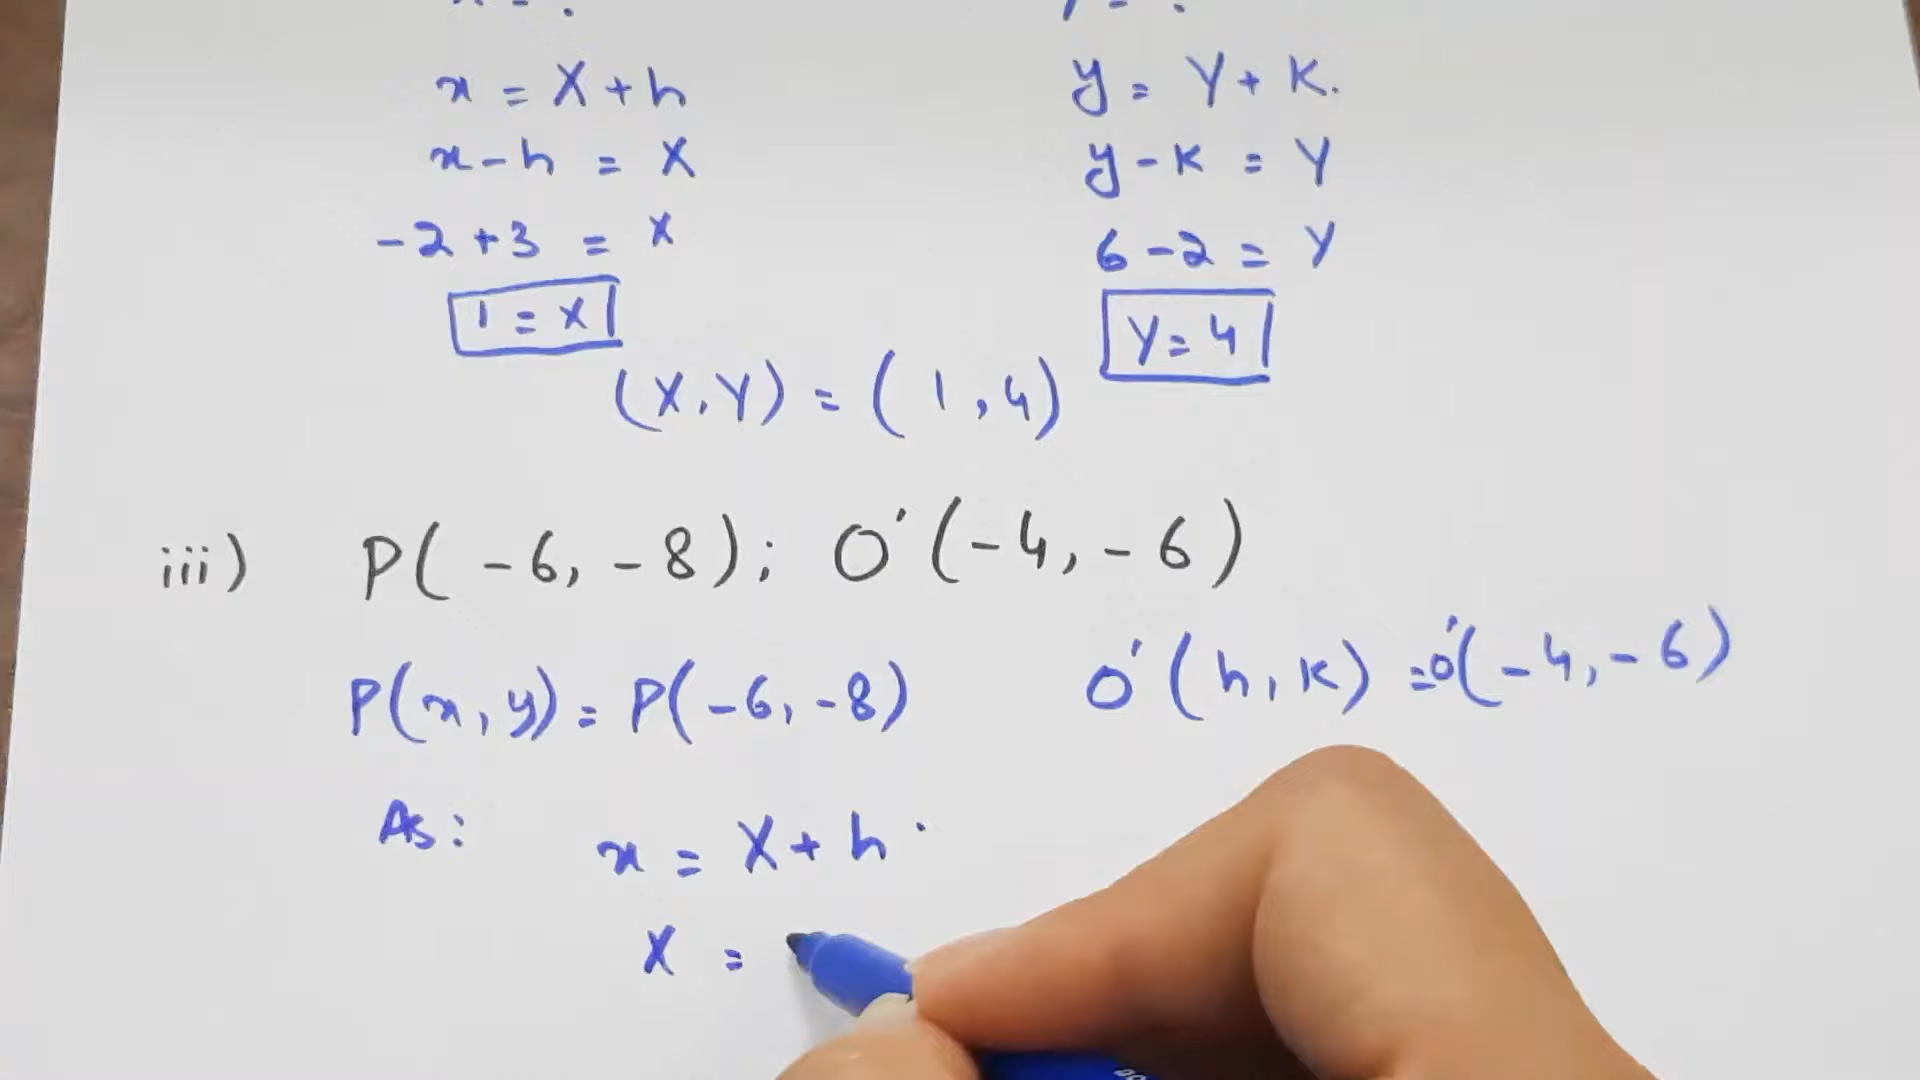 x = X + h y = Y + K.
x - h = X y - K = Y
-2 + 3 = X 6 - 2 = Y
1 = X Y = 4
(X, Y) = (1, 4)
iii) P(-6, -8); O'(-4, -6)
P(x, y) = P(-6, -8) O'(h, K) = O'(-4, -6)
As: x = X + h.
X =